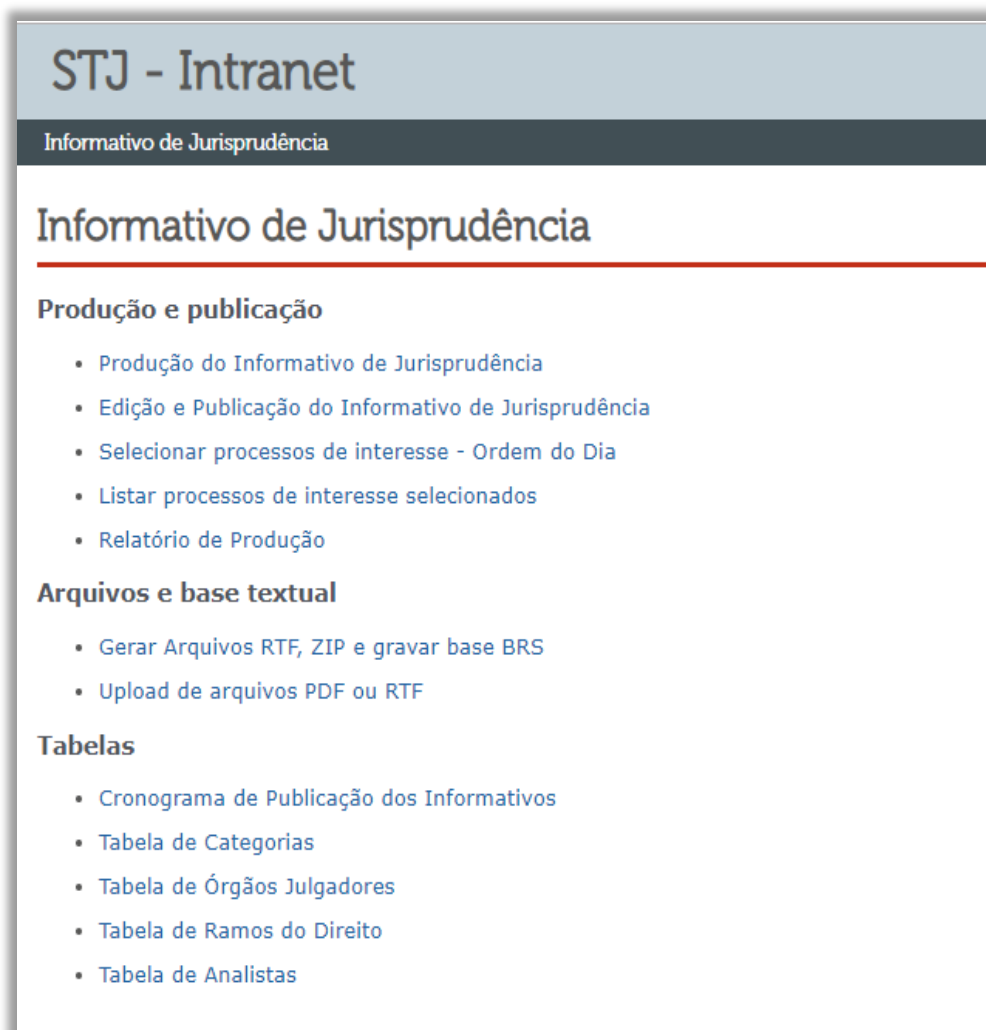 STJ - Intranet
Informativo de Jurisprudência
Informativo de Jurisprudência
Produção e publicação
• Produção do Informativo de Jurisprudência
• Edição e Publicação do Informativo de Jurisprudência
• Selecionar processos de interesse - Ordem do Dia
• Listar processos de interesse selecionados
• Relatório de Produção
Arquivos e base textual
• Gerar Arquivos RTF, ZIP e gravar base BRS
• Upload de arquivos PDF ou RTF
Tabelas
• Cronograma de Publicação dos Informativos
• Tabela de Categorias
• Tabela de Órgãos Julgadores
• Tabela de Ramos do Direito
• Tabela de Analistas